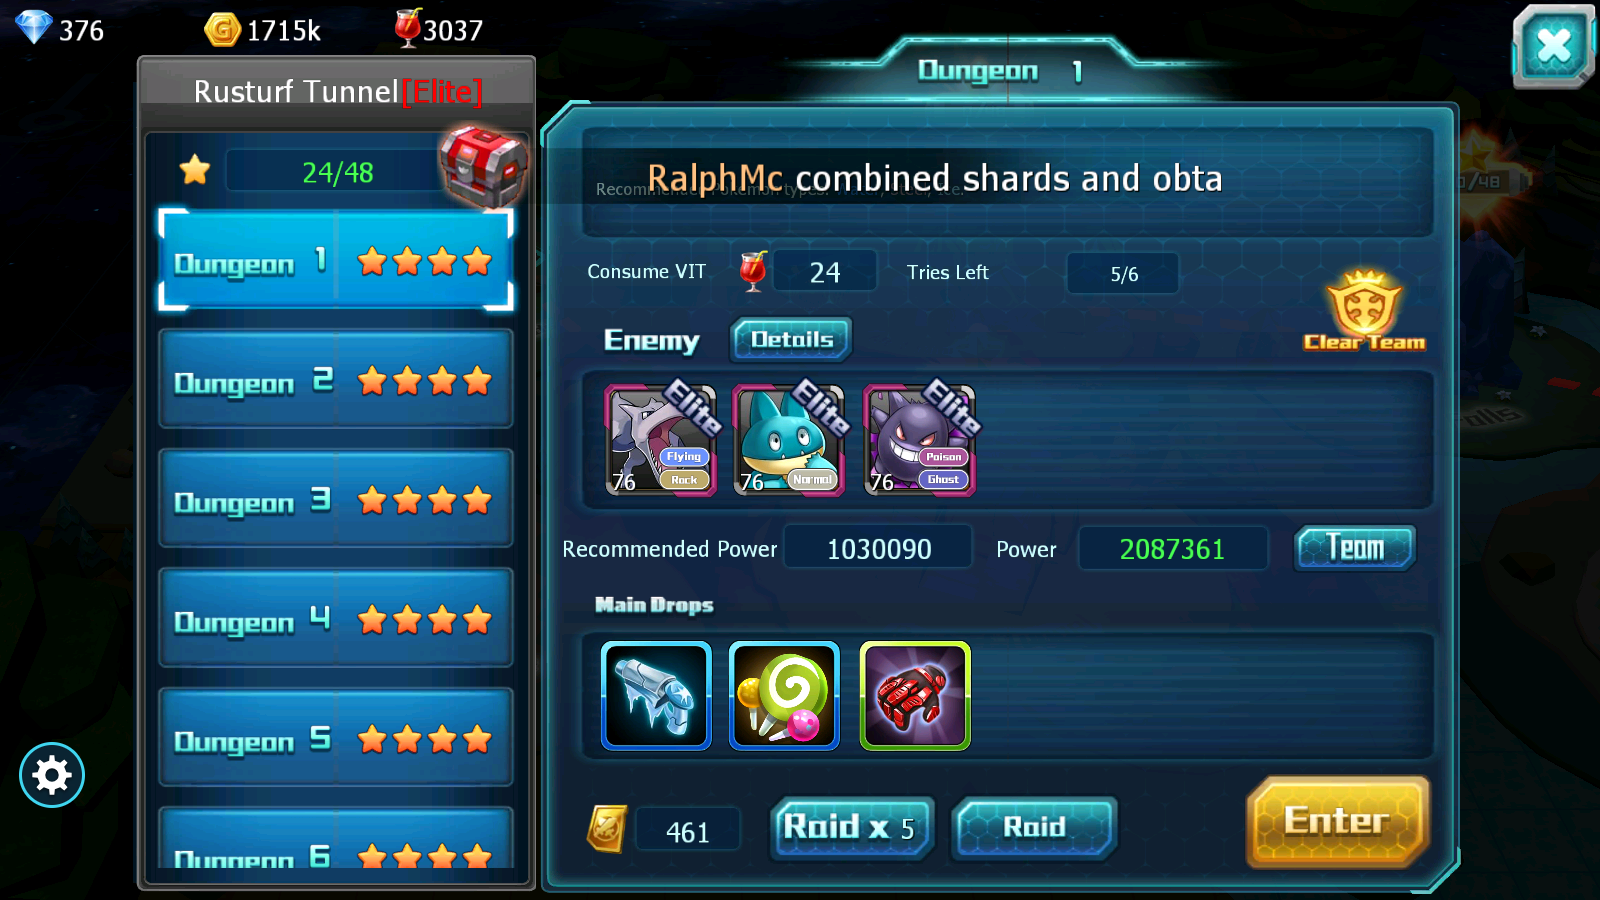 376
1715k
3037
Rusturf Tunnel[Elite]
24/48
Dungeon 1
Dungeon 2
Dungeon 3
Dungeon 4
Dungeon 5
Dungeon 6
Dungeon 1
RalphMc combined shards and obta
Consume VIT
24
Tries Left
5/6
Clear Team
Enemy
Details
Elite
76
Flying
Rock
Elite
76
Normal
Elite
76
Poison
Ghost
Recommended Power
1030090
Power
2087361
Team
Main Drops
461
Raid x 5
Raid
Enter